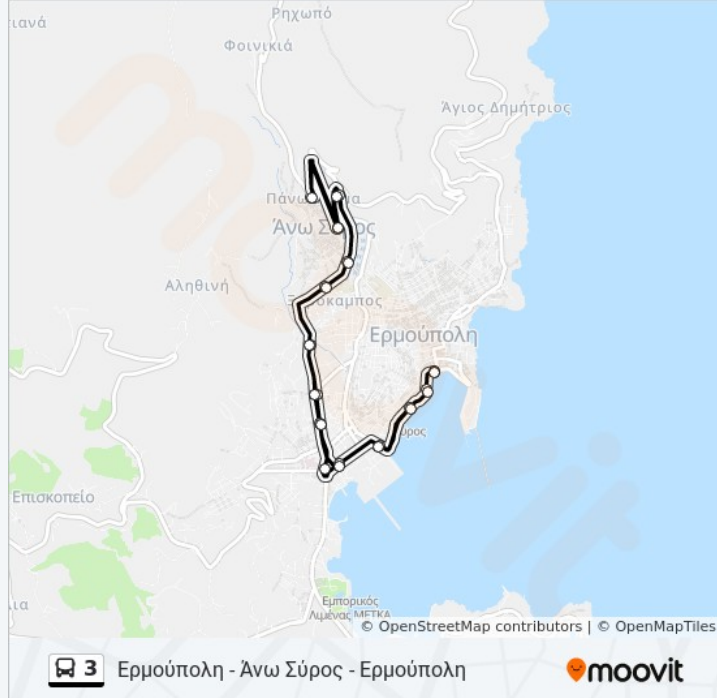 Ρηχωπό
Φοινικιά
Άγιος Δημήτριος
Άνω Σύρος
Αληθινή
Ξηρόκαμπος
Ερμούπολη
Επισκοπείο
Εμπορικός
Λιμένας ΜΕΤΚΑ
© OpenStreetMap contributors | © OpenMapTiles
3 Ερμούπολη - Άνω Σύρος - Ερμούπολη
moovit